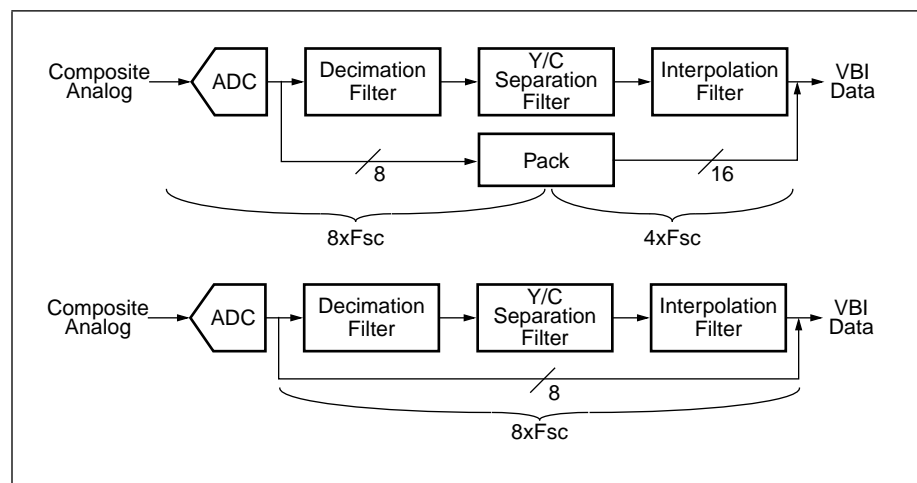 Composite
Analog
ADC
Decimation
Filter
Y/C
Separation
Filter
Interpolation
Filter
VBI
Data
8
Pack
16
8xFsc
4xFsc
Composite
Analog
ADC
Decimation
Filter
Y/C
Separation
Filter
Interpolation
Filter
VBI
Data
8
8xFsc